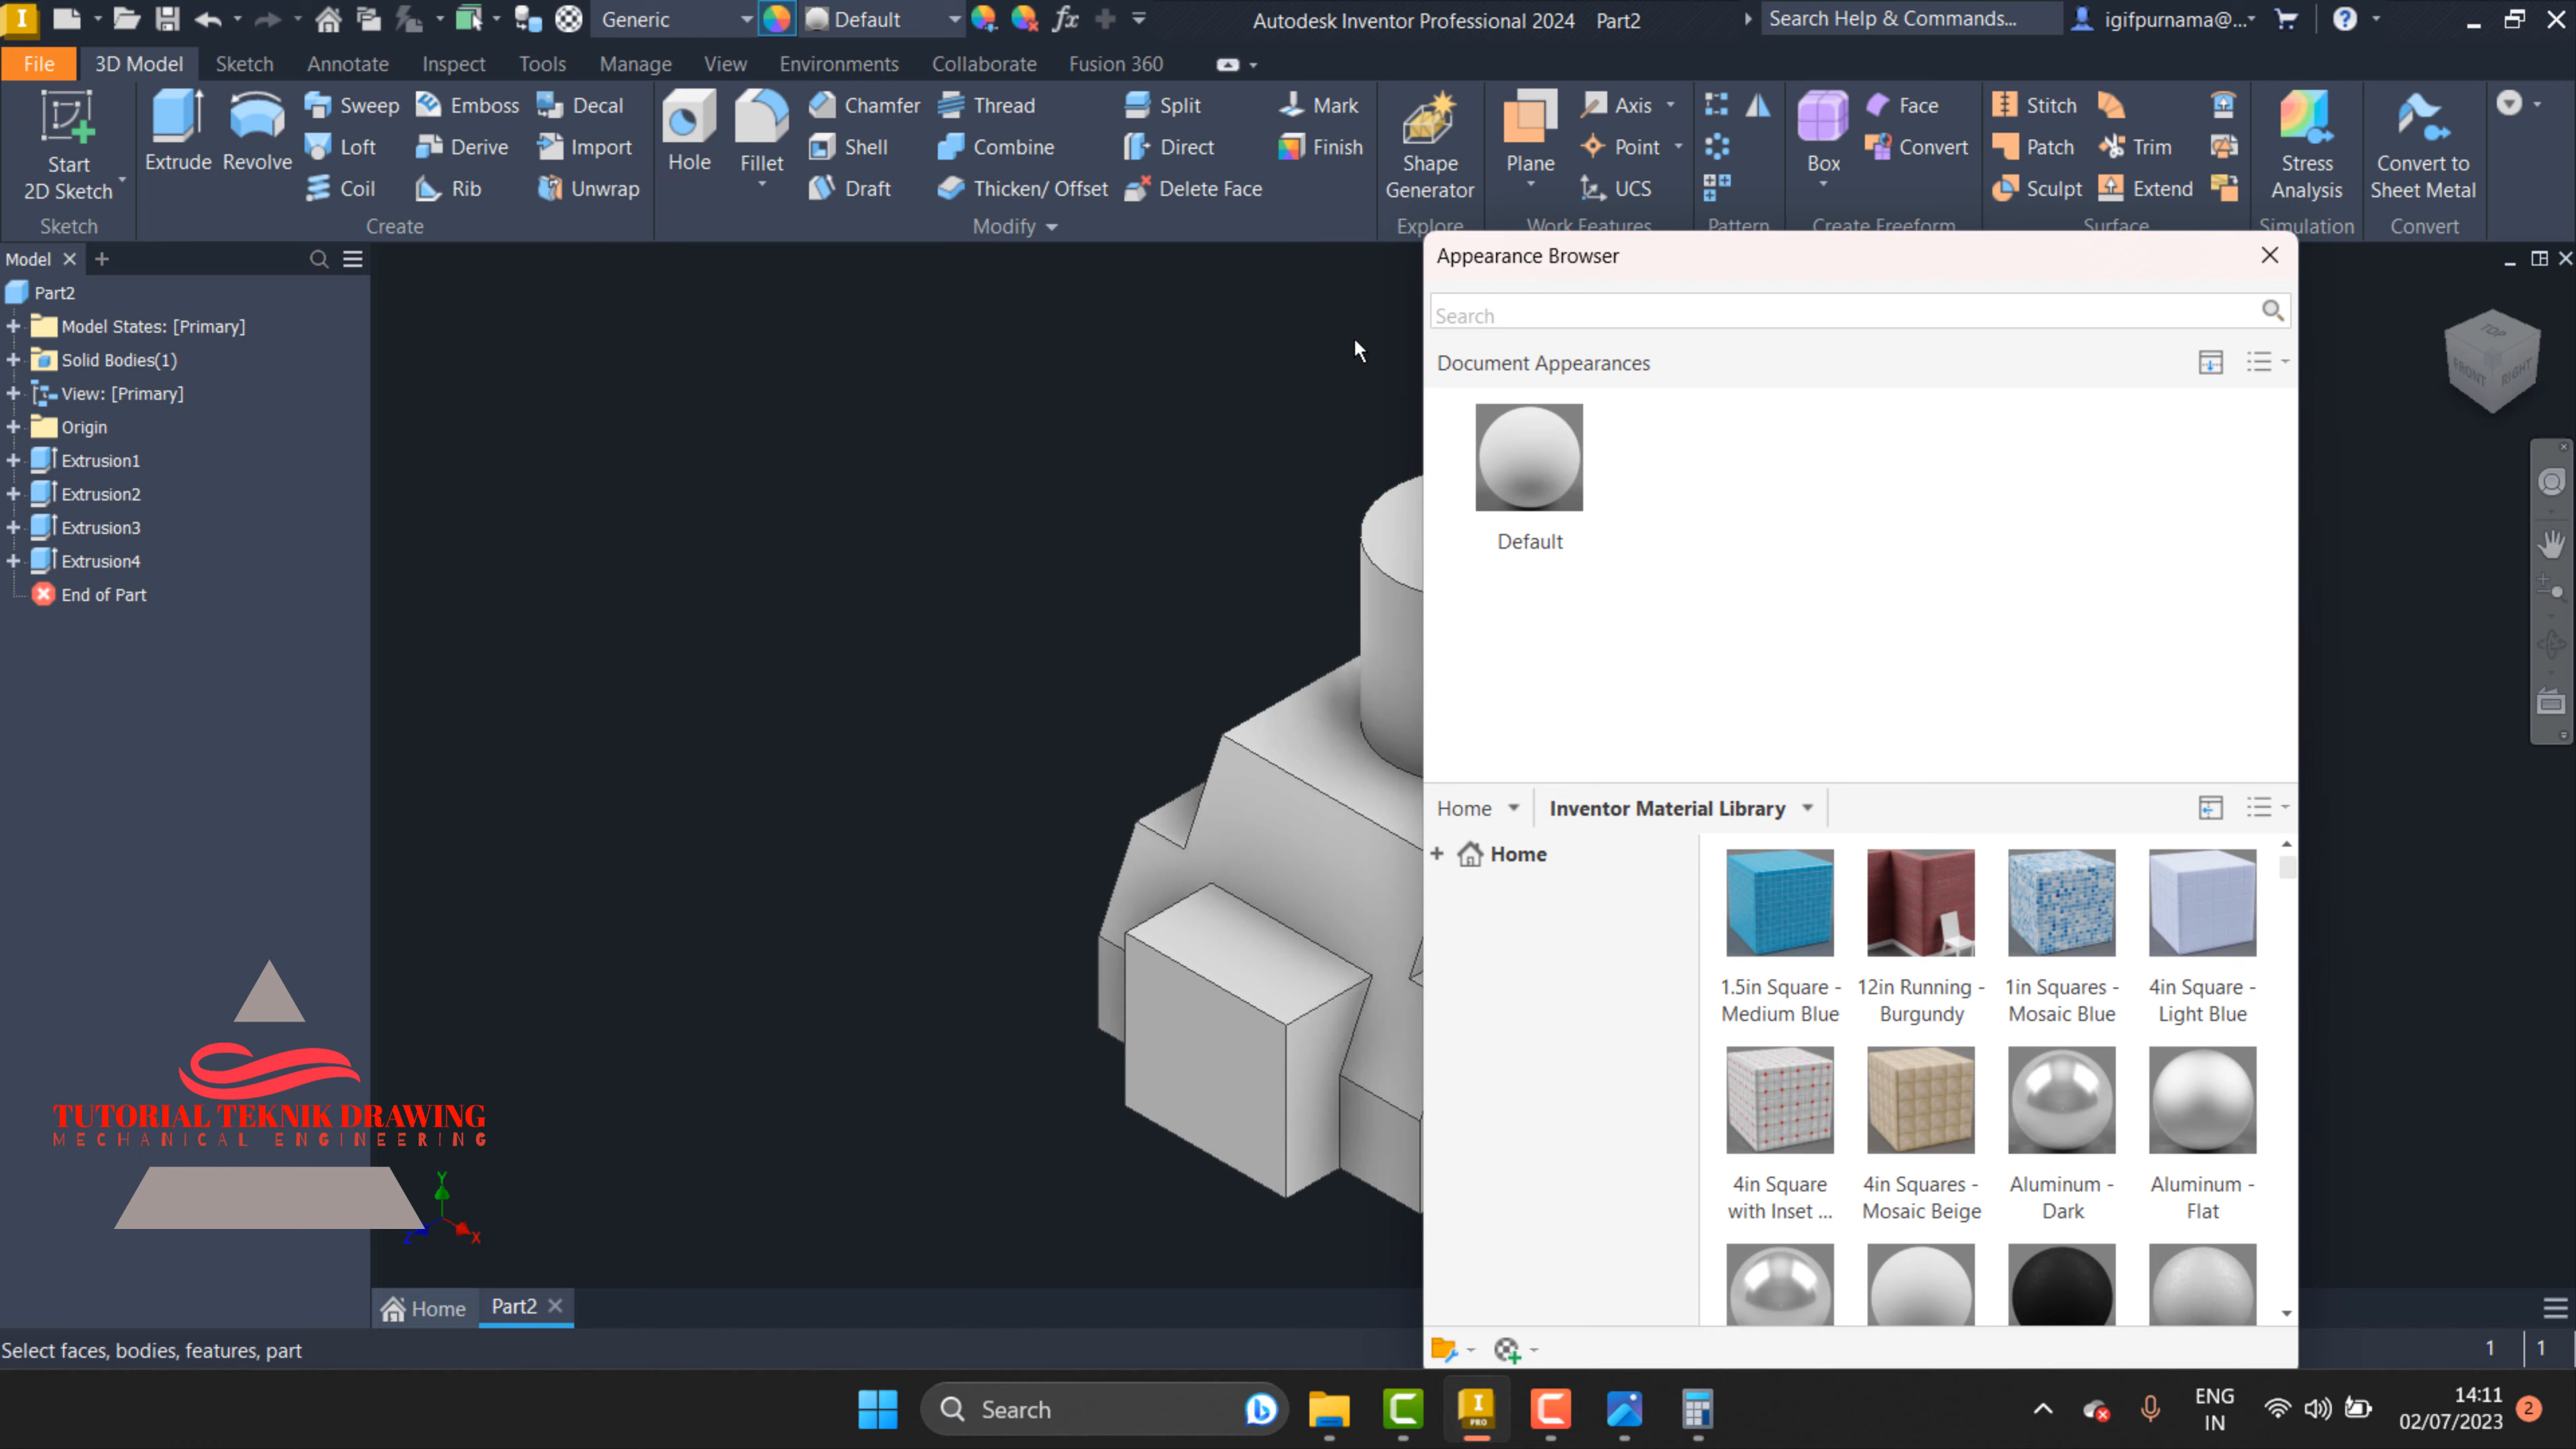 Generic Default Autodesk Inventor Professional 2024 Part2 Search Help & Commands... igifpurnama@...
File 3D Model Sketch Annotate Inspect Tools Manage View Environments Collaborate Fusion 360
Start 2D Sketch
Sketch
Extrude
Revolve
Sweep Emboss Decal
Loft Derive Import
Coil Rib Unwrap
Create
Hole
Fillet
Chamfer Thread Split Mark
Shell Combine Direct Finish
Draft Thicken/ Offset Delete Face
Modify
Shape
Generator
Explore
Plane
Axis
Point
UCS
Work Features
Pattern
Box
Face
Convert
Create Freeform
Stitch
Patch Trim
Sculpt Extend
Surface
Stress
Analysis
Simulation
Convert to
Sheet Metal
Convert
Model
Part2
Model States: [Primary]
Solid Bodies(1)
View: [Primary]
Origin
Extrusion1
Extrusion2
Extrusion3
Extrusion4
End of Part
TUTORIAL TEKNIK DRAWING
MECHANICAL ENGINEERING
Y
Z
X
Appearance Browser
Search
Document Appearances
Default
Home Inventor Material Library
Home
1.5in Square - 12in Running - 1in Squares - 4in Square -
Medium Blue Burgundy Mosaic Blue Light Blue
4in Square 4in Squares - Aluminum - Aluminum -
with Inset ... Mosaic Beige Dark Flat
TOP
FRONT
RIGHT
Home Part2
Select faces, bodies, features, part 1 1
Search
PRO
ENG
IN
14:11
02/07/2023
2